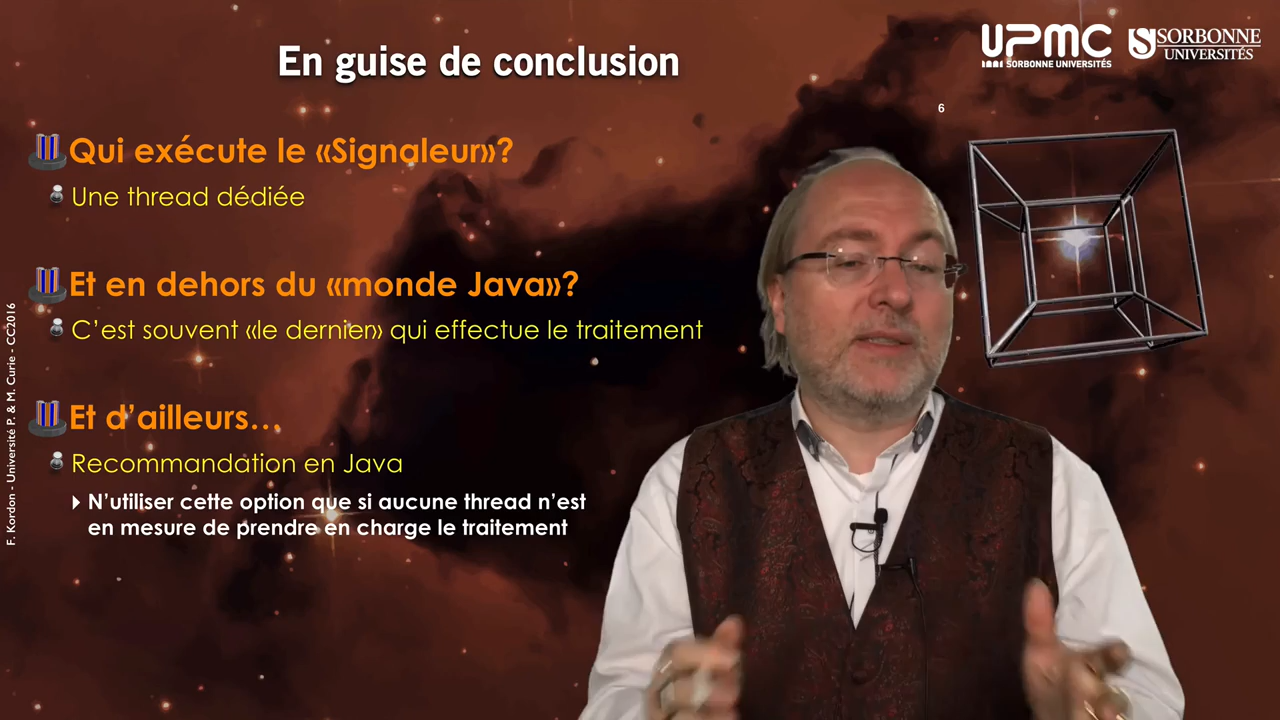 En guise de conclusion
UPMC
SORBONNE UNIVERSITÉS
SORBONNE
UNIVERSITÉS
6
Qui exécute le «Signaleur»?
Une thread dédiée
Et en dehors du «monde Java»?
C’est souvent «le dernier» qui effectue le traitement
Et d’ailleurs…
Recommandation en Java
N’utiliser cette option que si aucune thread n’est
en mesure de prendre en charge le traitement
F. Kordon - Université P. & M. Curie - CC2016